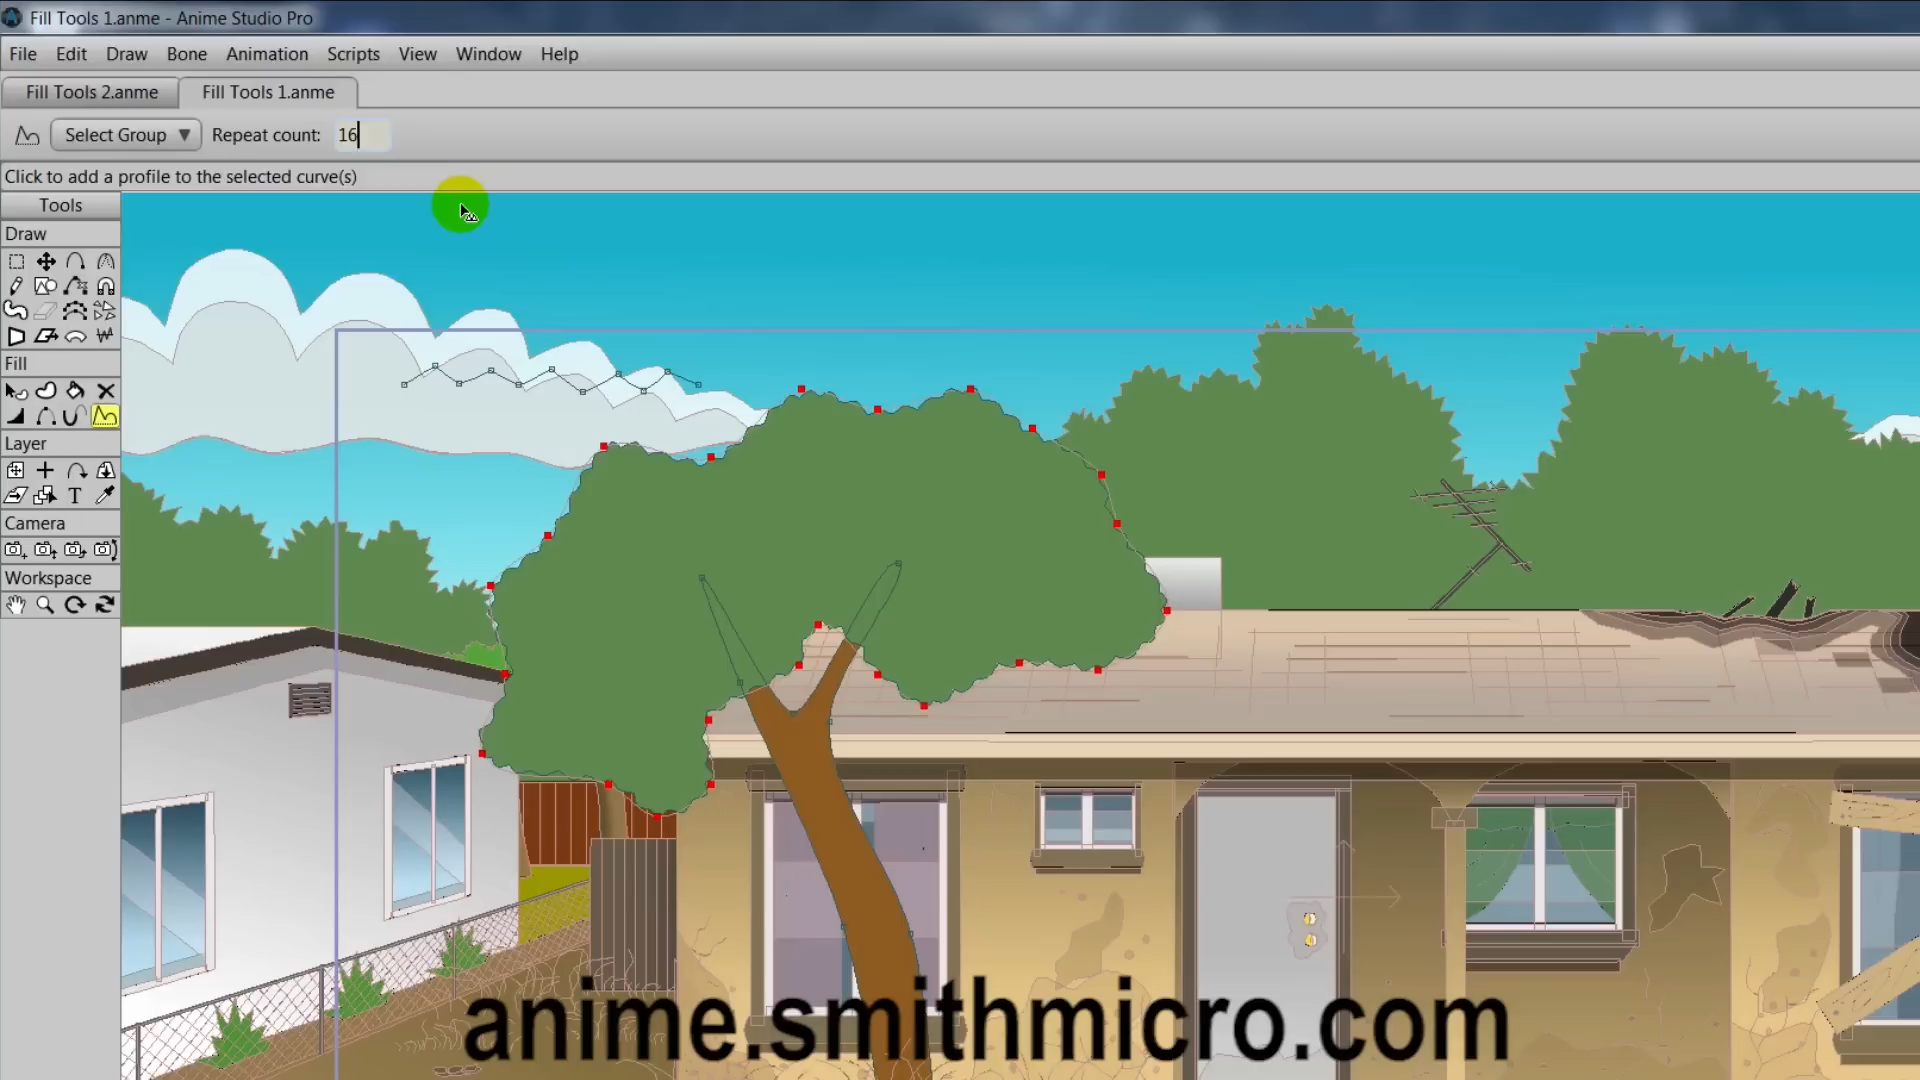 Fill Tools 1.anme - Anime Studio Pro
File Edit Draw Bone Animation Scripts View Window Help
Fill Tools 2.anme Fill Tools 1.anme
Select Group Repeat count: 16
Click to add a profile to the selected curve(s)
Tools
Draw
Fill
Layer
T
Camera
Workspace
anime.smithmicro.com